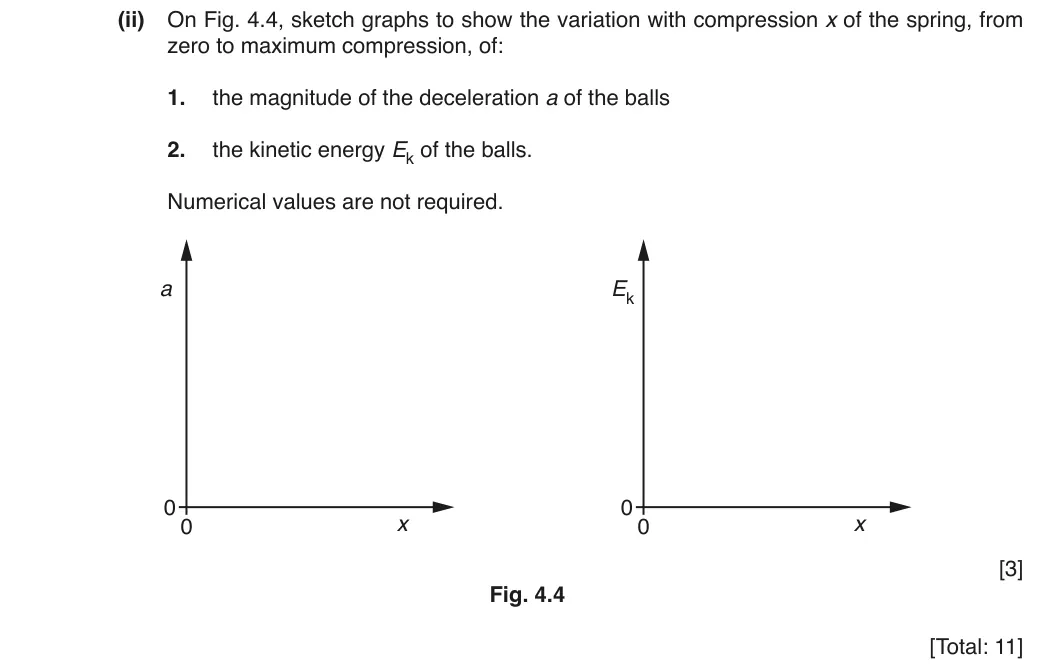 (ii) On Fig. 4.4, sketch graphs to show the variation with compression x of the spring, from
zero to maximum compression, of:
1. the magnitude of the deceleration a of the balls
2. the kinetic energy Ek of the balls.
Numerical values are not required.
a
0
0
x
Ek
0
0
x
[3]
Fig. 4.4
[Total: 11]